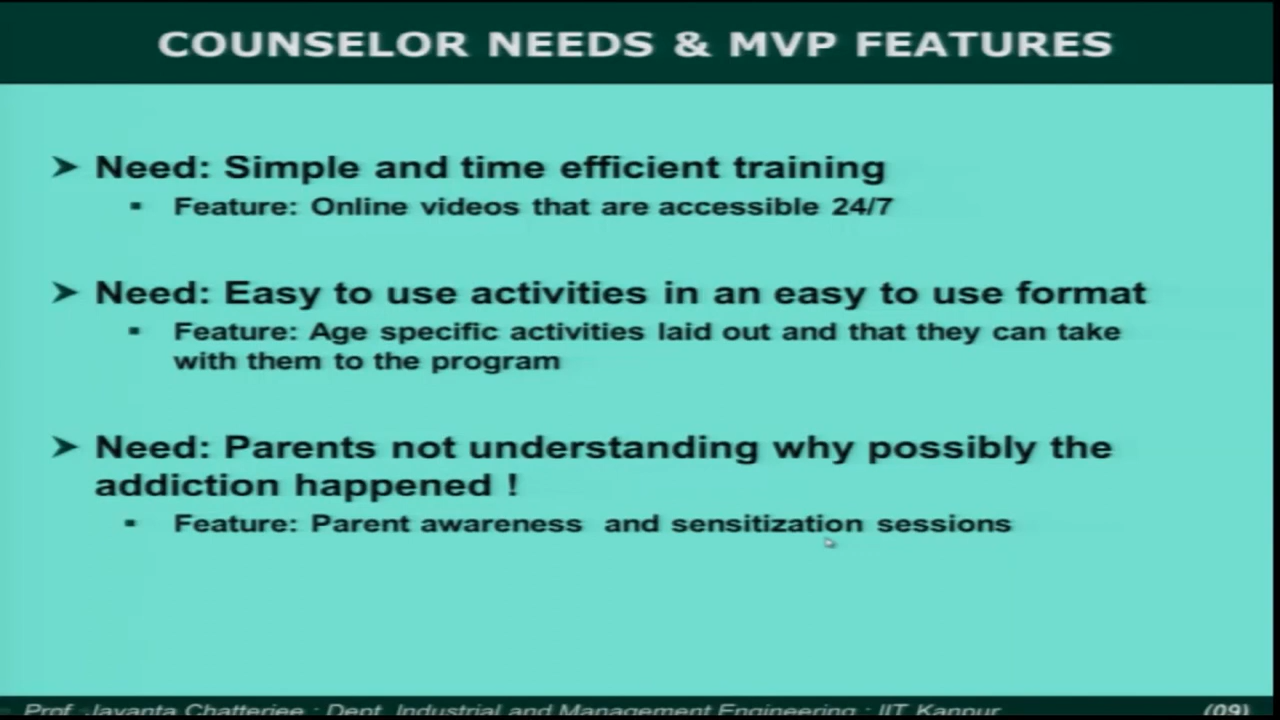 COUNSELOR NEEDS & MVP FEATURES
➤ Need: Simple and time efficient training
▪ Feature: Online videos that are accessible 24/7
➤ Need: Easy to use activities in an easy to use format
▪ Feature: Age specific activities laid out and that they can take
with them to the program
➤ Need: Parents not understanding why possibly the
addiction happened !
▪ Feature: Parent awareness and sensitization sessions
Prof. Jayanta Chatterjee : Dept. Industrial and Management Engineering : IIT Kanpur (09)